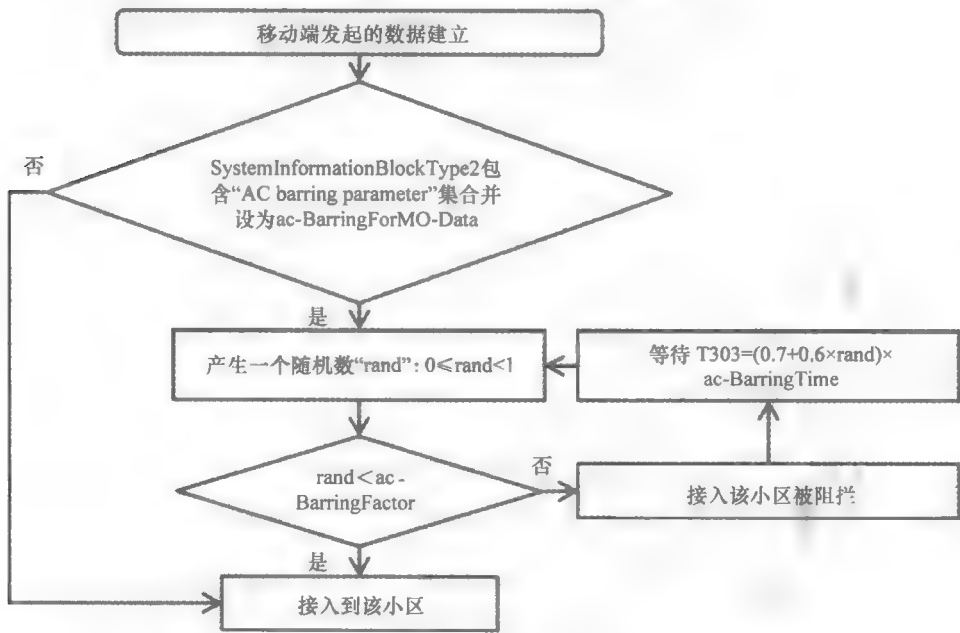 移动端发起的数据建立
否
SystemInformationBlockType2包
含“AC barring parameter”集合并
设为ac-BarringForMO-Data
是
产生一个随机数“rand”: 0≤rand<1
等待 T303=(0.7+0.6×rand)×
ac-BarringTime
rand<ac -
BarringFactor
否
接入该小区被阻拦
是
接入到该小区